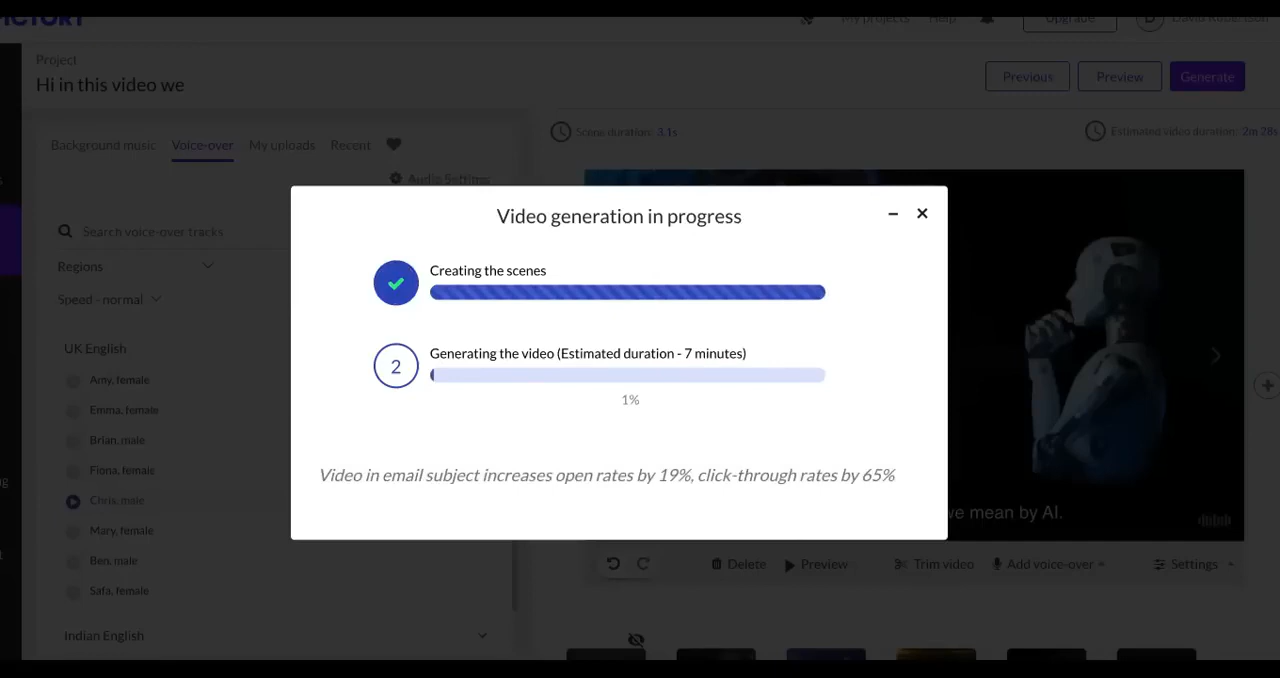 PICTORY
My projects
Help
Upgrade
D
David Robertson
Project
Hi in this video we
Previous
Preview
Generate
Background music
Voice-over
My uploads
Recent
Audio Settings
Scene duration: 3.1s
Estimated video duration: 2m 28s
Search voice-over tracks
Regions
Speed - normal
UK English
Amy, female
Emma, female
Brian, male
Fiona, female
Chris, male
Mary, female
Ben, male
Safa, female
Indian English
Video generation in progress
Creating the scenes
2
Generating the video (Estimated duration - 7 minutes)
1%
Video in email subject increases open rates by 19%, click-through rates by 65%
we mean by AI.
Delete
Preview
Trim video
Add voice-over
Settings